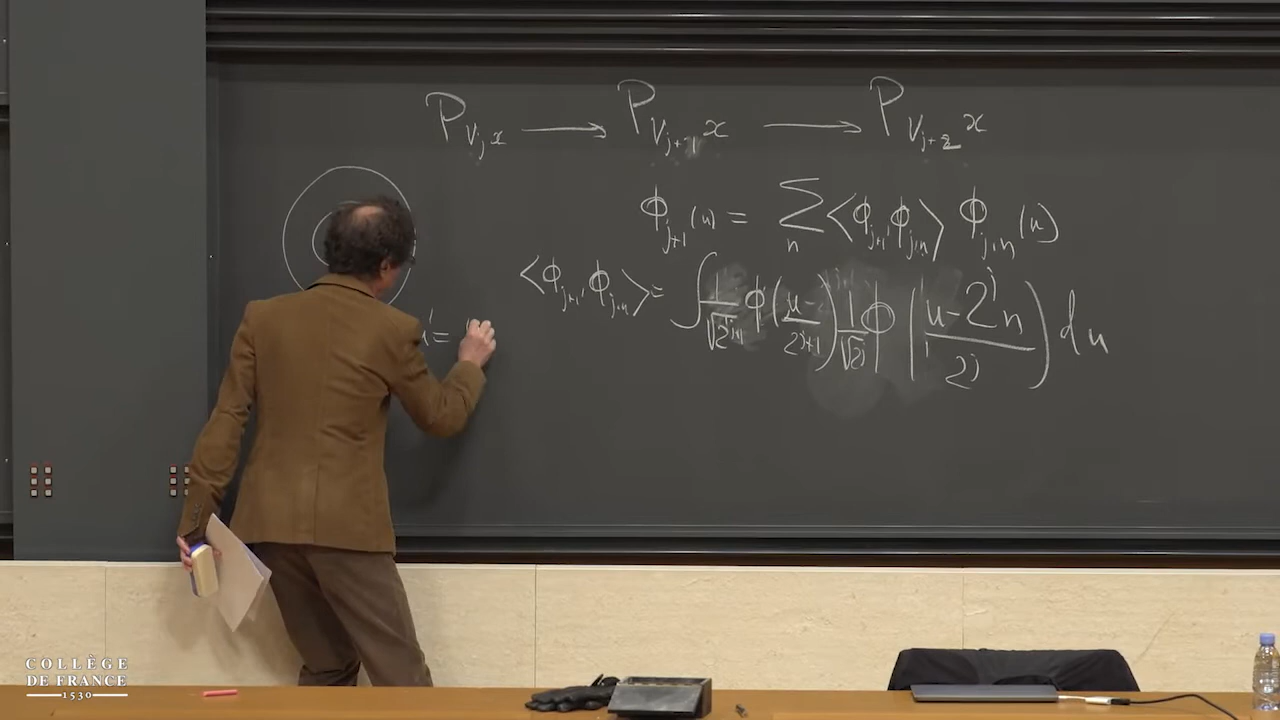 P_{V_j} x → P_{V_{j+1}} x → P_{V_{j+2}} x
ϕ_{j+1}(u) = Σ_n ⟨ϕ_{j+1}, ϕ_{j,n}⟩ ϕ_{j,n}(u)
⟨ϕ_{j+1}, ϕ_{j,n}⟩ = ∫ 1/√2^{j+1} ϕ(u/2^{j+1}) 1/√2^j ϕ((u-2^j n)/2^j) du
u' =
COLLÈGE
DE FRANCE
1530